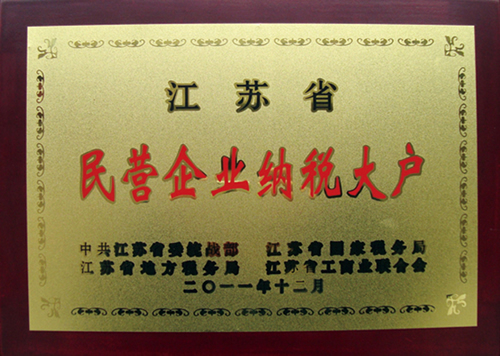 江苏省
民营企业纳税大户
中共江苏省委统战部 江苏省国家税务局
江苏省地方税务局 江苏省工商业联合会
二〇一一年十二月